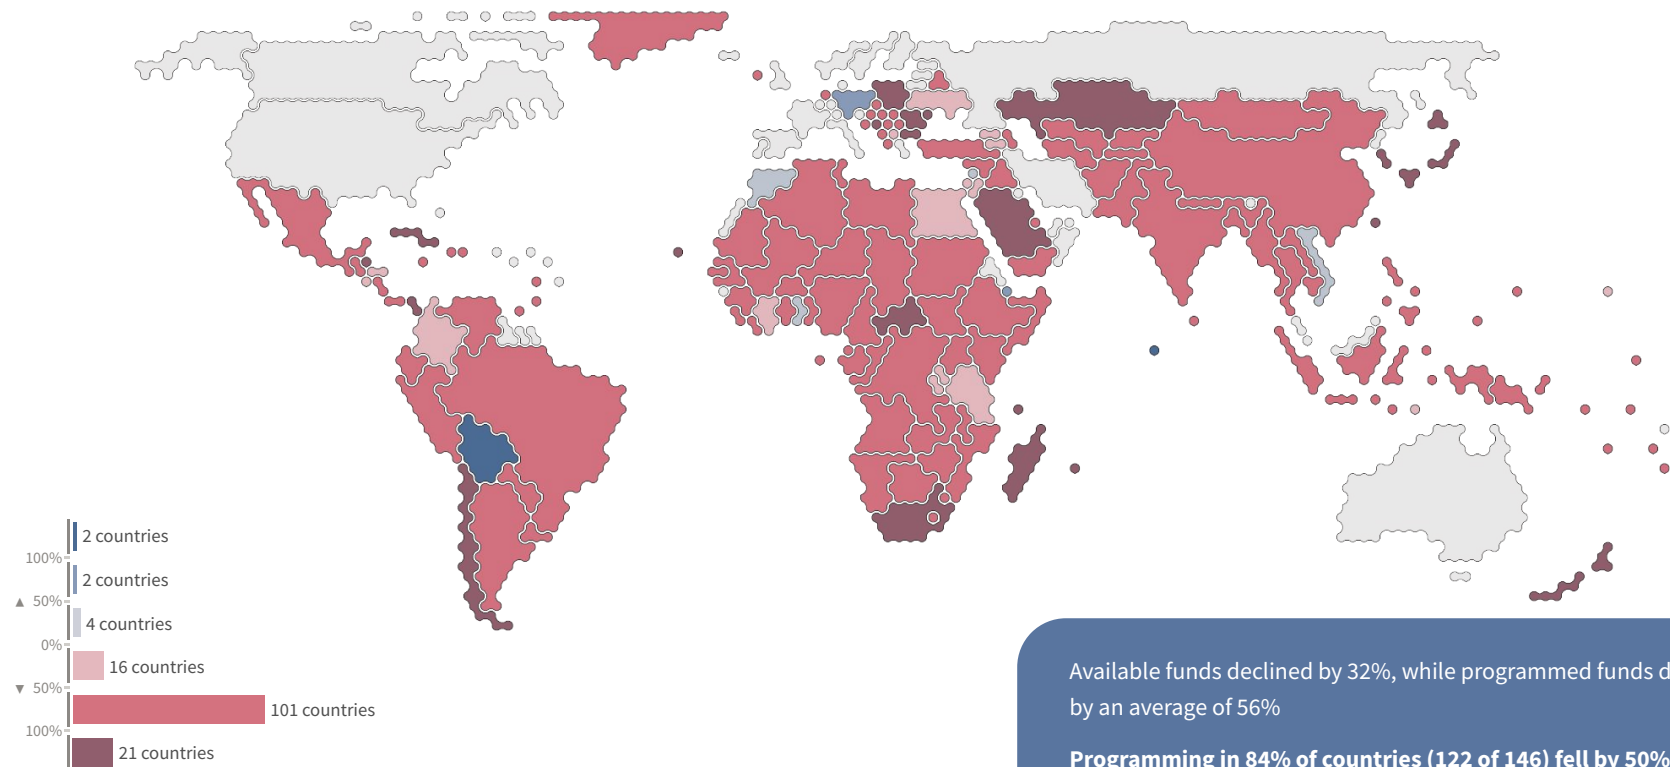 2 countries
100%
2 countries
▲ 50%
4 countries
0%
16 countries
▼ 50%
101 countries
100%
21 countries
Available funds declined by 32%, while programmed funds d
by an average of 56%
Programming in 84% of countries (122 of 146) fell by 50%